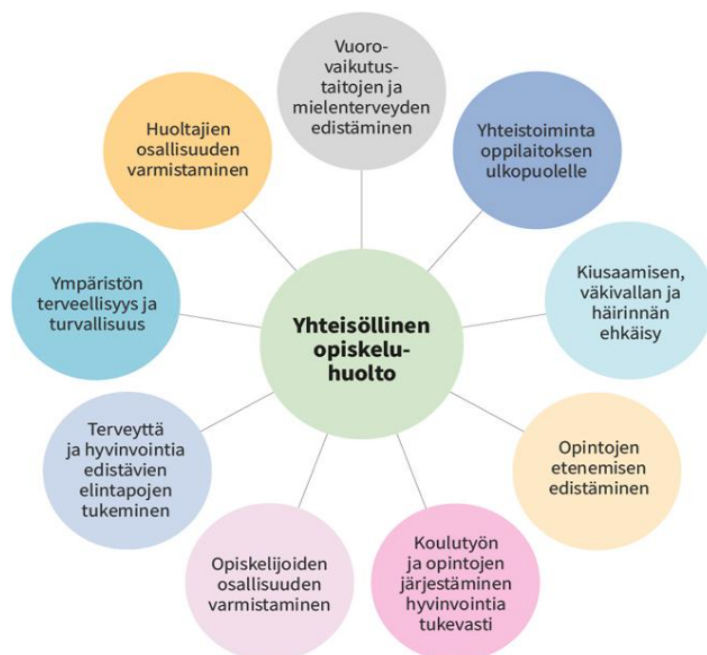 Vuoro-
vaikutus-
taitojen ja
mielenterveyden
edistäminen
Yhteistoiminta
oppilaitoksen
ulkopuolelle
Kiusaamisen,
väkivallan ja
häirinnän
ehkäisy
Opintojen
etenemisen
edistäminen
Koulutyön
ja opintojen
järjestäminen
hyvinvointia
tukevasti
Opiskelijoiden
osallisuuden
varmistaminen
Terveyttä
ja hyvinvointia
edistävien
elintapojen
tukeminen
Ympäristön
terveellisyys ja
turvallisuus
Huoltajien
osallisuuden
varmistaminen
Yhteisöllinen
opiskelu-
huolto